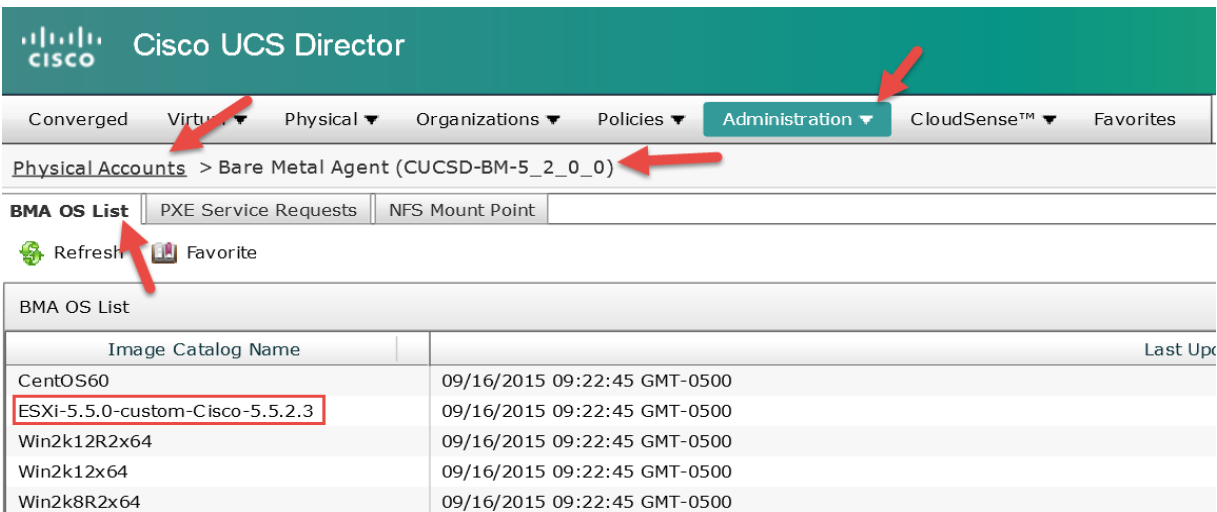 CISCO Cisco UCS Director
Converged Virtual Physical Organizations Policies Administration CloudSense™ Favorites
Physical Accounts > Bare Metal Agent (CUCSD-BM-5_2_0_0)
BMA OS List PXE Service Requests NFS Mount Point
Refresh Favorite
BMA OS List
Image Catalog Name Last Upd
CentOS60 09/16/2015 09:22:45 GMT-0500
ESXi-5.5.0-custom-Cisco-5.5.2.3 09/16/2015 09:22:45 GMT-0500
Win2k12R2x64 09/16/2015 09:22:45 GMT-0500
Win2k12x64 09/16/2015 09:22:45 GMT-0500
Win2k8R2x64 09/16/2015 09:22:45 GMT-0500